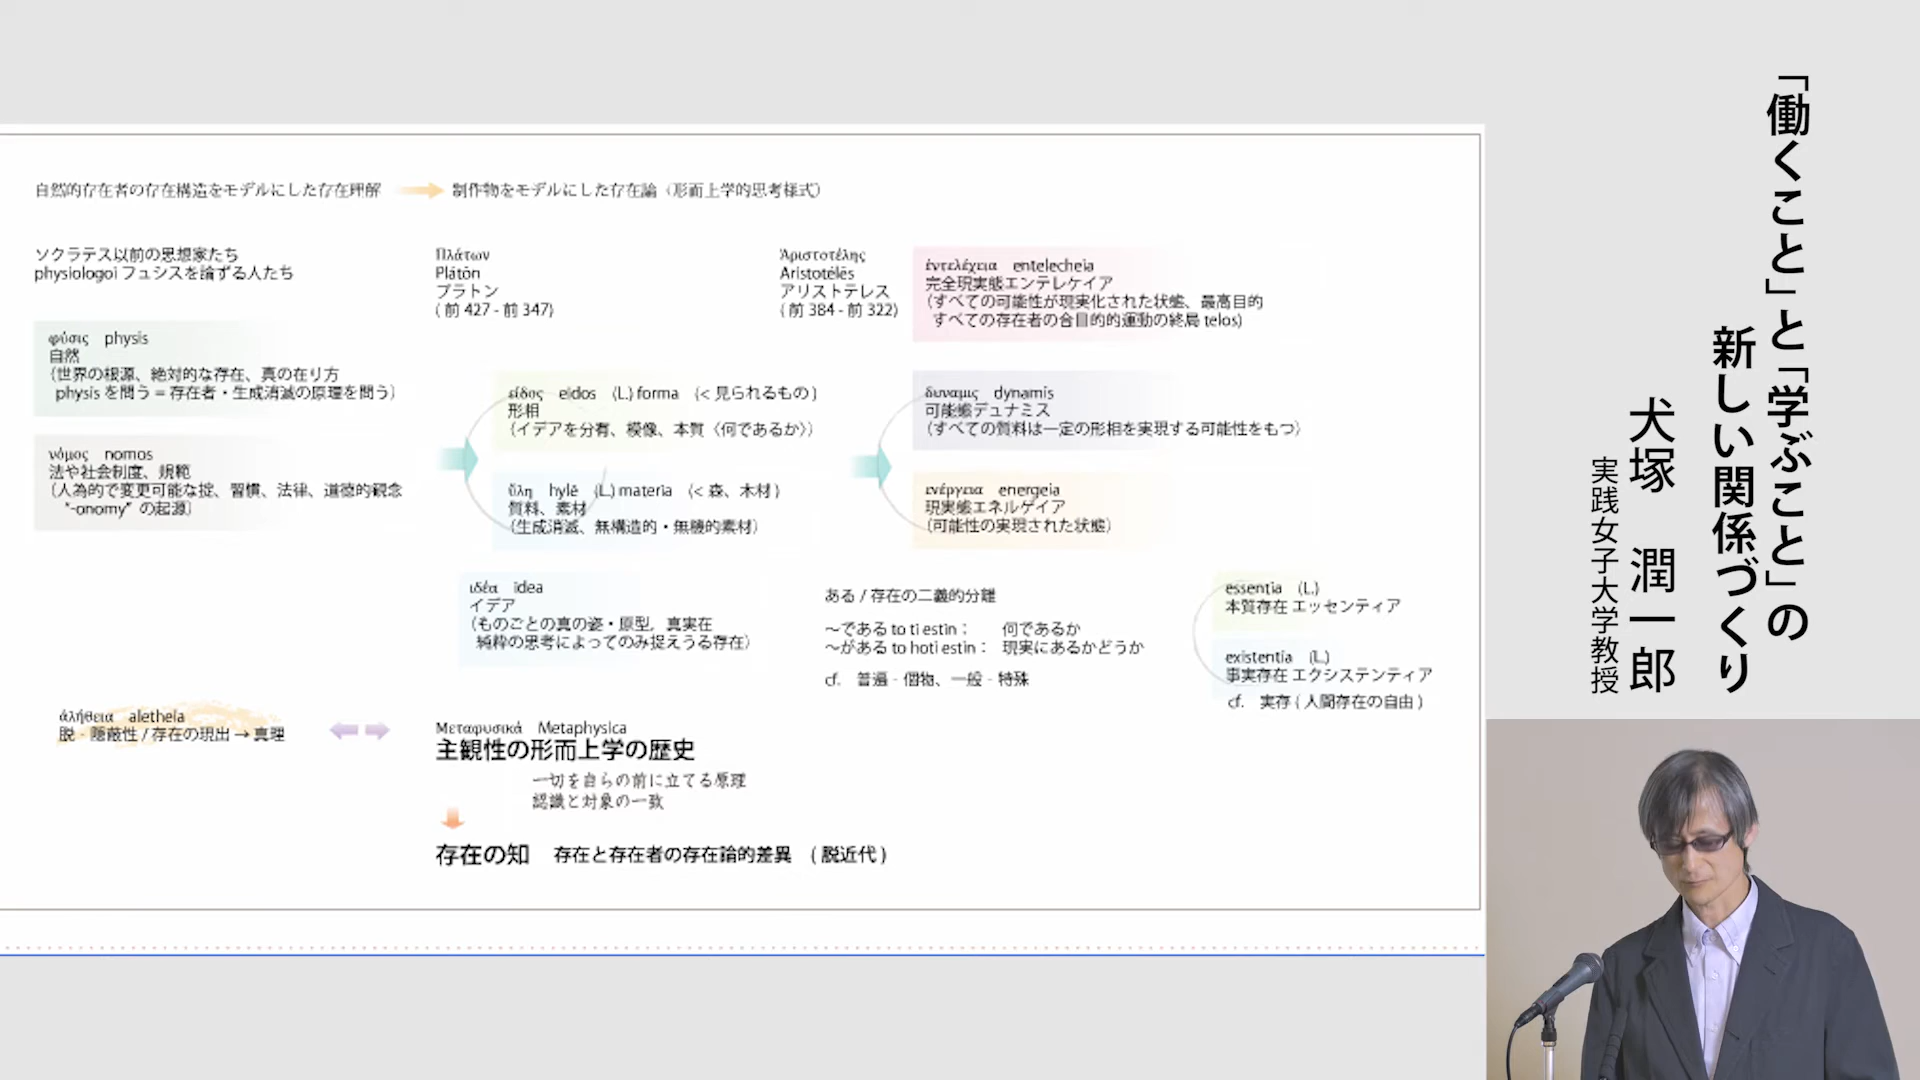 自然的存在者の存在構造をモデルにした存在理解
制作物をモデルにした存在論(形而上学的思考様式)
ソクラテス以前の思想家たち
physiologoi フュシスを論ずる人たち
φύσις physis
自然
(世界の根源、絶対的な存在、真の在り方
physis を問う = 存在者・生成消滅の原理を問う)
νόμος nomos
法や社会制度、規範
(人為的で変更可能な掟、習慣、法律、道徳的観念
"-onomy" の起源)
Πλάτων
Plátōn
プラトン
( 前 427 - 前 347)
εἶδος eidos (L.) forma (< 見られるもの )
形相
(イデアを分有、模像、本質〈何であるか〉)
ὕλη hylē (L.) materia (< 森、木材 )
質料、素材
(生成消滅、無構造的・無機的素材)
ιδέα idea
イデア
(ものごとの真の姿・原型, 真実在
純粋の思考によってのみ捉えうる存在)
Ἀριστοτέλης
Aristotélēs
アリストテレス
( 前 384 - 前 322)
ἐντελέχεια entelecheia
完全現実態エンテレケイア
(すべての可能性が現実化された状態、最高目的
すべての存在者の合目的的運動の終局 telos)
δυναμις dynamis
可能態デュナミス
(すべての質料は一定の形相を実現する可能性をもつ)
ενέργεια energeia
現実態エネルゲイア
(可能性の実現された状態)
ある / 存在の二義的分離
〜である to ti estin : 何であるか
〜がある to hoti estin : 現実にあるかどうか
cf. 普遍 - 個物、一般 - 特殊
essentia (L.)
本質存在 エッセンティア
existentia (L.)
事実存在 エクシステンティア
cf. 実存 ( 人間存在の自由 )
ἀλήθεια aletheia
脱 - 隠蔽性 / 存在の現出 → 真理
Μεταφυσικά Metaphysica
主観性の形而上学の歴史
一切を自らの前に立てる原理
認識と対象の一致
存在の知 存在と存在者の存在論的差異 ( 脱近代 )
「働くこと」と「学ぶこと」の
新しい関係づくり
犬塚 潤一郎
実践女子大学教授